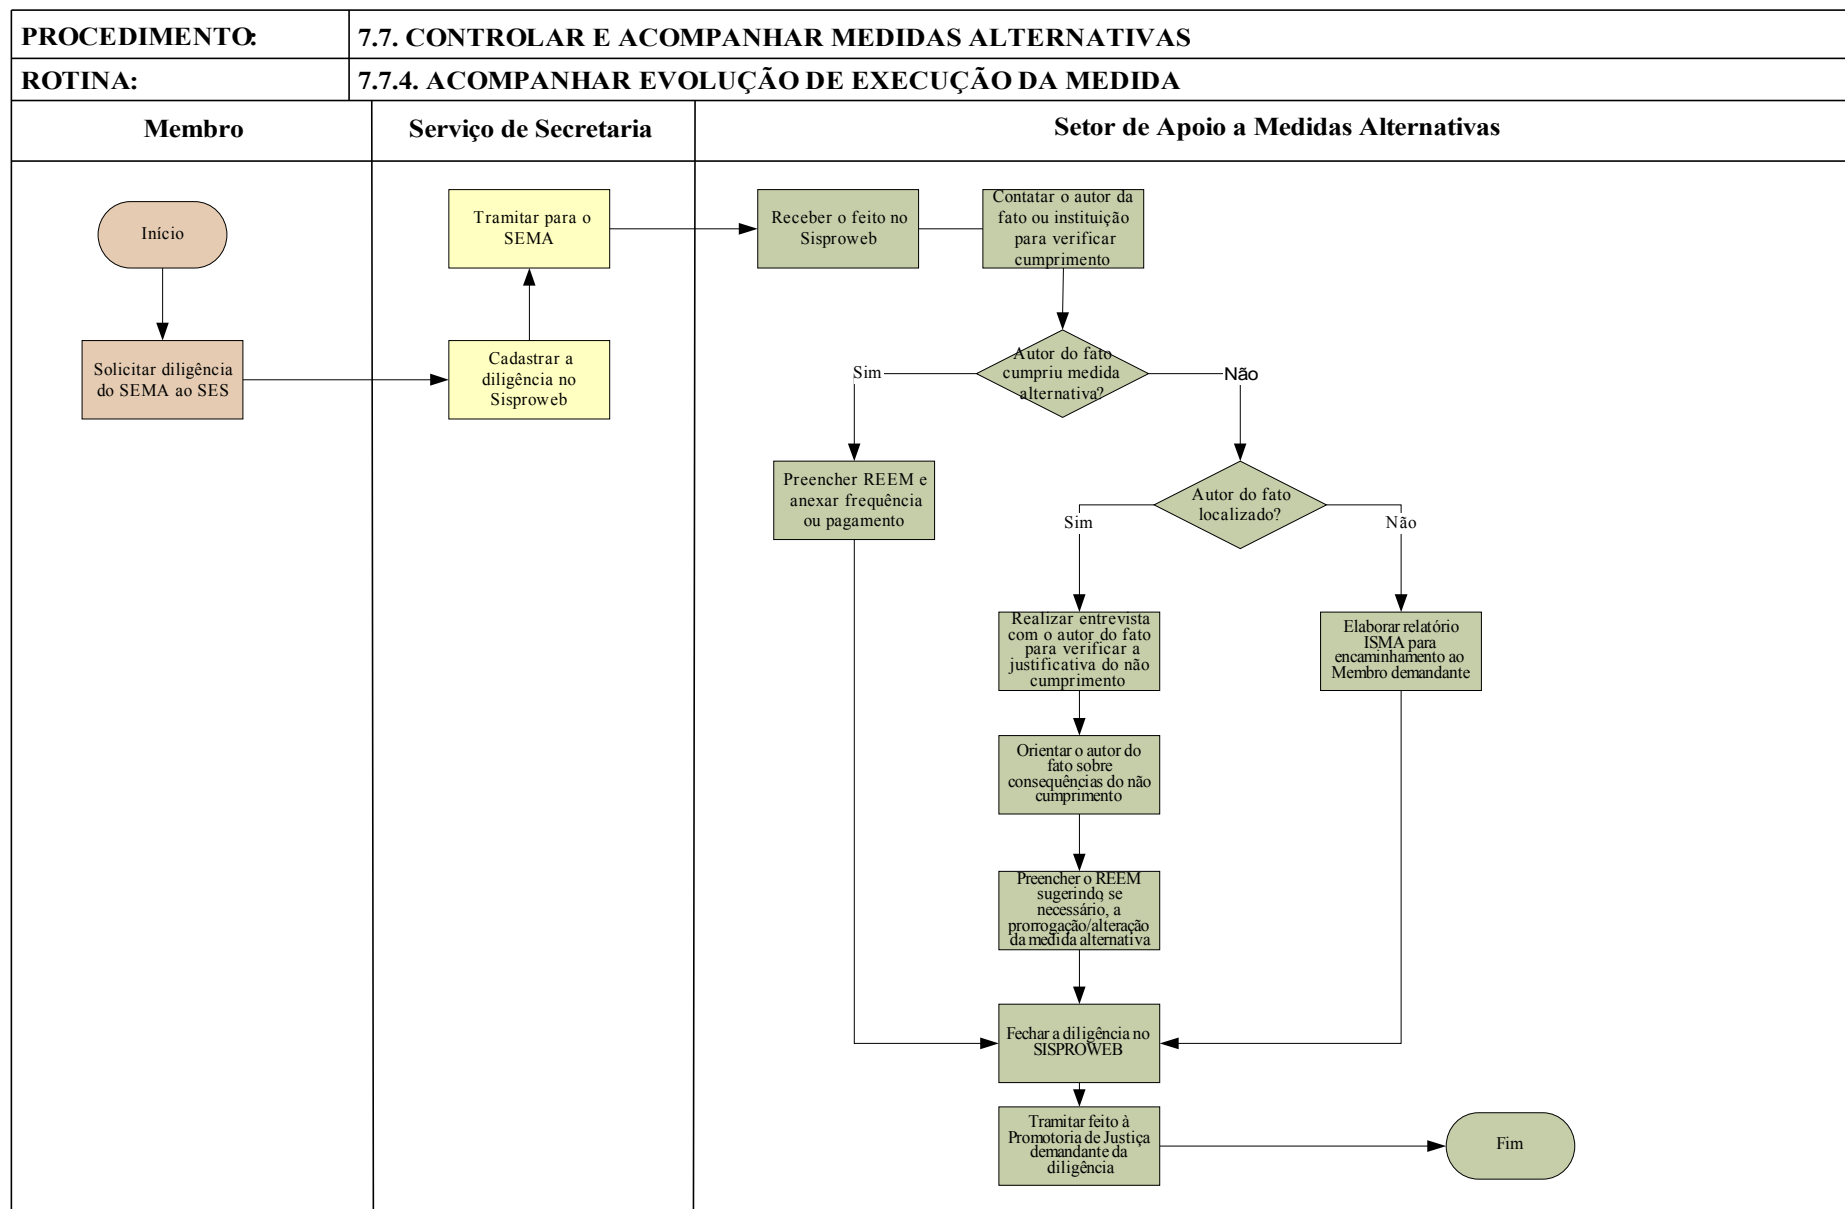 PROCEDIMENTO:
7.7. CONTROLAR E ACOMPANHAR MEDIDAS ALTERNATIVAS
ROTINA:
7.7.4. ACOMPANHAR EVOLUÇÃO DE EXECUÇÃO DA MEDIDA
Membro
Serviço de Secretaria
Setor de Apoio a Medidas Alternativas
Início
Solicitar diligência
do SEMA ao SES
Tramitar para o
SEMA
Cadastrar a
diligência no
Sisproweb
Receber o feito no
Sisproweb
Contatar o autor da
fato ou instituição
para verificar
cumprimento
Autor do fato
cumpriu medida
alternativa?
Sim
Não
Preencher REEM e
anexar frequência
ou pagamento
Autor do fato
localizado?
Sim
Não
Realizar entrevista
com o autor do fato
para verificar a
justificativa do não
cumprimento
Elaborar relatório
ISMA para
encaminhamento ao
Membro demandante
Orientar o autor do
fato sobre
consequências do não
cumprimento
Preencher o REEM
sugerindo, se
necessário, a
prorrogação/alteração
da medida alternativa
Fechar a diligência no
SISPROWEB
Tramitar feito à
Promotoria de Justiça
demandante da
diligência
Fim